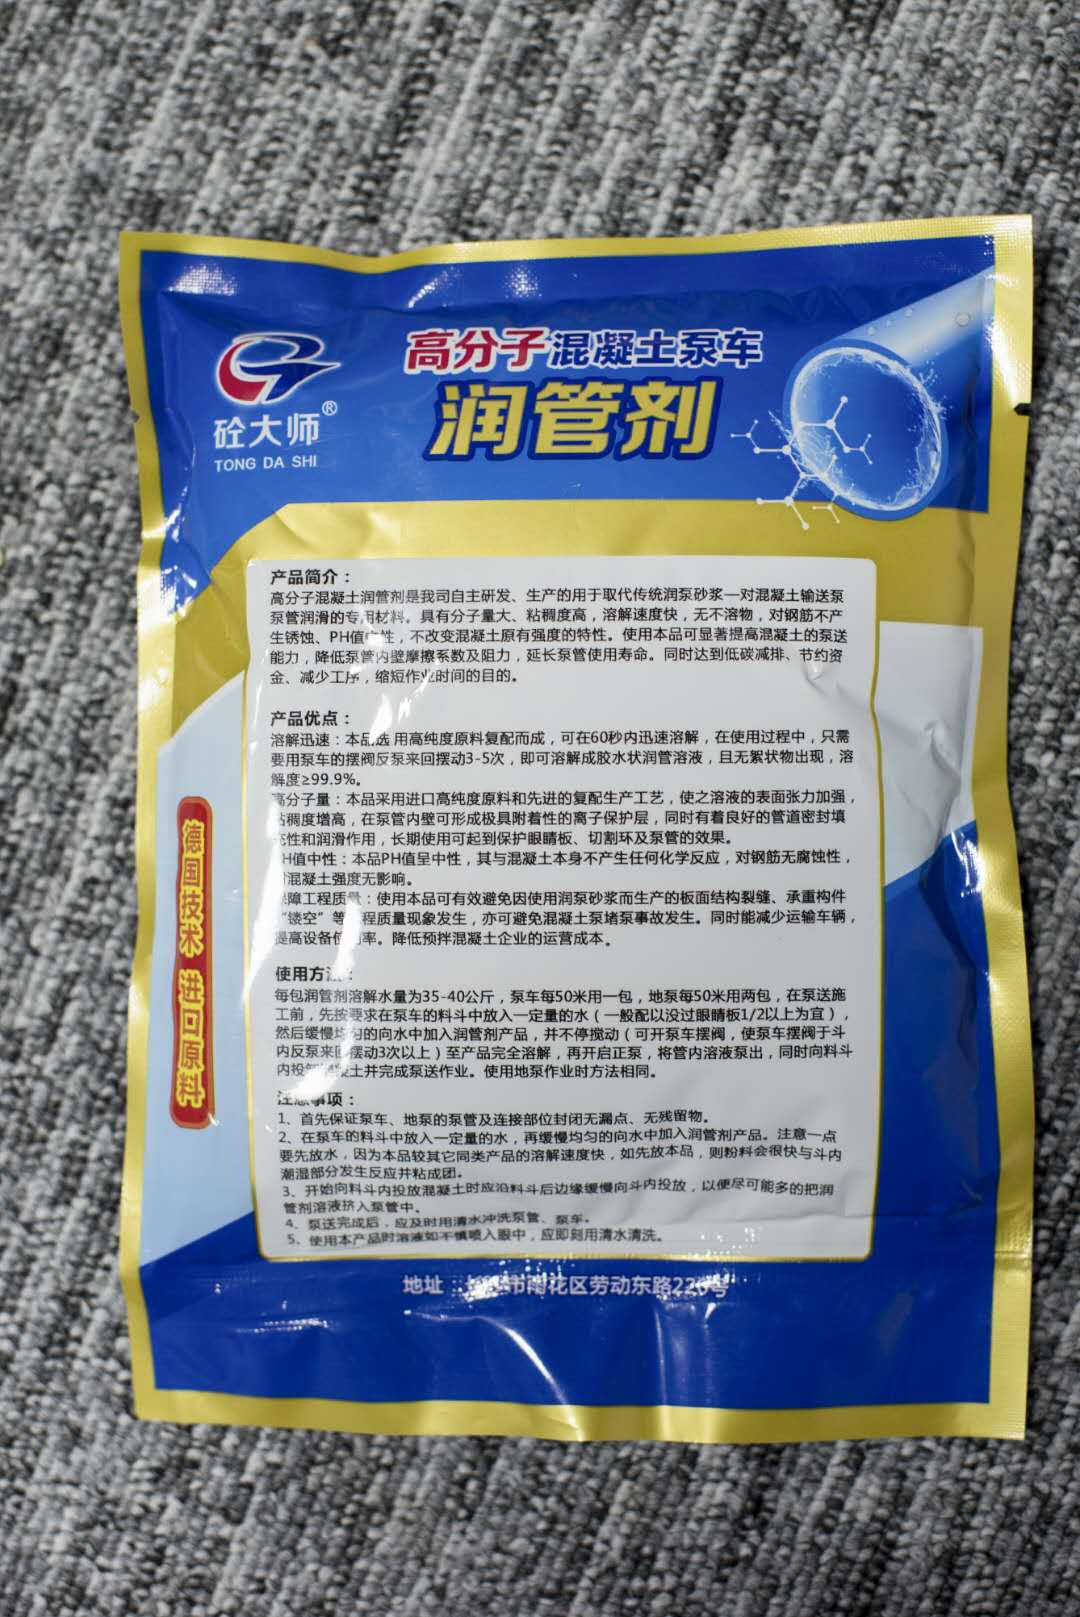 砼大师®
TONG DA SHI
高分子混凝土泵车
润管剂
产品简介：
高分子混凝土润管剂是我司自主研发、生产的用于取代传统润泵砂浆—对混凝土输送泵
泵管润滑的专用材料。具有分子量大、粘稠度高，溶解速度快，无不溶物，对钢筋不产
生锈蚀、PH值中性，不改变混凝土原有强度的特性。使用本品可显著提高混凝土的泵送
能力，降低泵管内壁摩擦系数及阻力，延长泵管使用寿命。同时达到低碳减排、节约资
金、减少工序，缩短作业时间的目的。
产品优点：
溶解迅速：本品选用高纯度原料复配而成，可在60秒内迅速溶解，在使用过程中，只需
要用泵车的摆阀反泵来回摆动3-5次，即可溶解成胶水状润管溶液，且无絮状物出现，溶
解度≥99.9%。
高分子量：本品采用进口高纯度原料和先进的复配生产工艺，使之溶液的表面张力加强，
粘稠度增高，在泵管内壁可形成极具附着性的离子保护层，同时有着良好的管道密封填
充性和润滑作用，长期使用可起到保护眼睛板、切割环及泵管的效果。
H值中性：本品PH值呈中性，其与混凝土本身不产生任何化学反应，对钢筋无腐蚀性，
对混凝土强度无影响。
障工程质量：使用本品可有效避免因使用润泵砂浆而生产的板面结构裂缝、承重构件
“镂空”等程质量现象发生，亦可避免混凝土泵堵泵事故发生。同时能减少运输车辆，
提高设备使用率。降低预拌混凝土企业的运营成本。
使用方法：
每包润管剂溶解水量为35-40公斤，泵车每50米用一包，地泵每50米用两包，在泵送施
工前，先按要求在泵车的料斗中放入一定量的水（一般配以没过眼睛板1/2以上为宜），
然后缓慢均匀的向水中加入润管剂产品，并不停搅动（可开泵车摆阀，使泵车摆阀于斗
内反泵来回摆动3次以上）至产品完全溶解，再开启正泵，将管内溶液泵出，同时向料斗
内投混凝土并完成泵送作业。使用地泵作业时方法相同。
注意事项：
1、首先保证泵车、地泵的泵管及连接部位封闭无漏点、无残留物。
2、在泵车的料斗中放入一定量的水，再缓慢均匀的向水中加入润管剂产品。注意一点
要先放水，因为本品较其它同类产品的溶解速度快，如先放本品，则粉料会很快与斗内
潮湿部分发生反应并粘成团。
3、开始向料斗内投放混凝土时应沿料斗后边缘缓慢向斗内投放，以便尽可能多的把润
管剂溶液挤入泵管中。
4、泵送完成后，应及时用清水冲洗泵管、泵车。
5、使用本产品时溶液如不慎喷入眼中，应即刻用清水清洗。
德国技术 进口原料
地址 市雨花区劳动东路226号